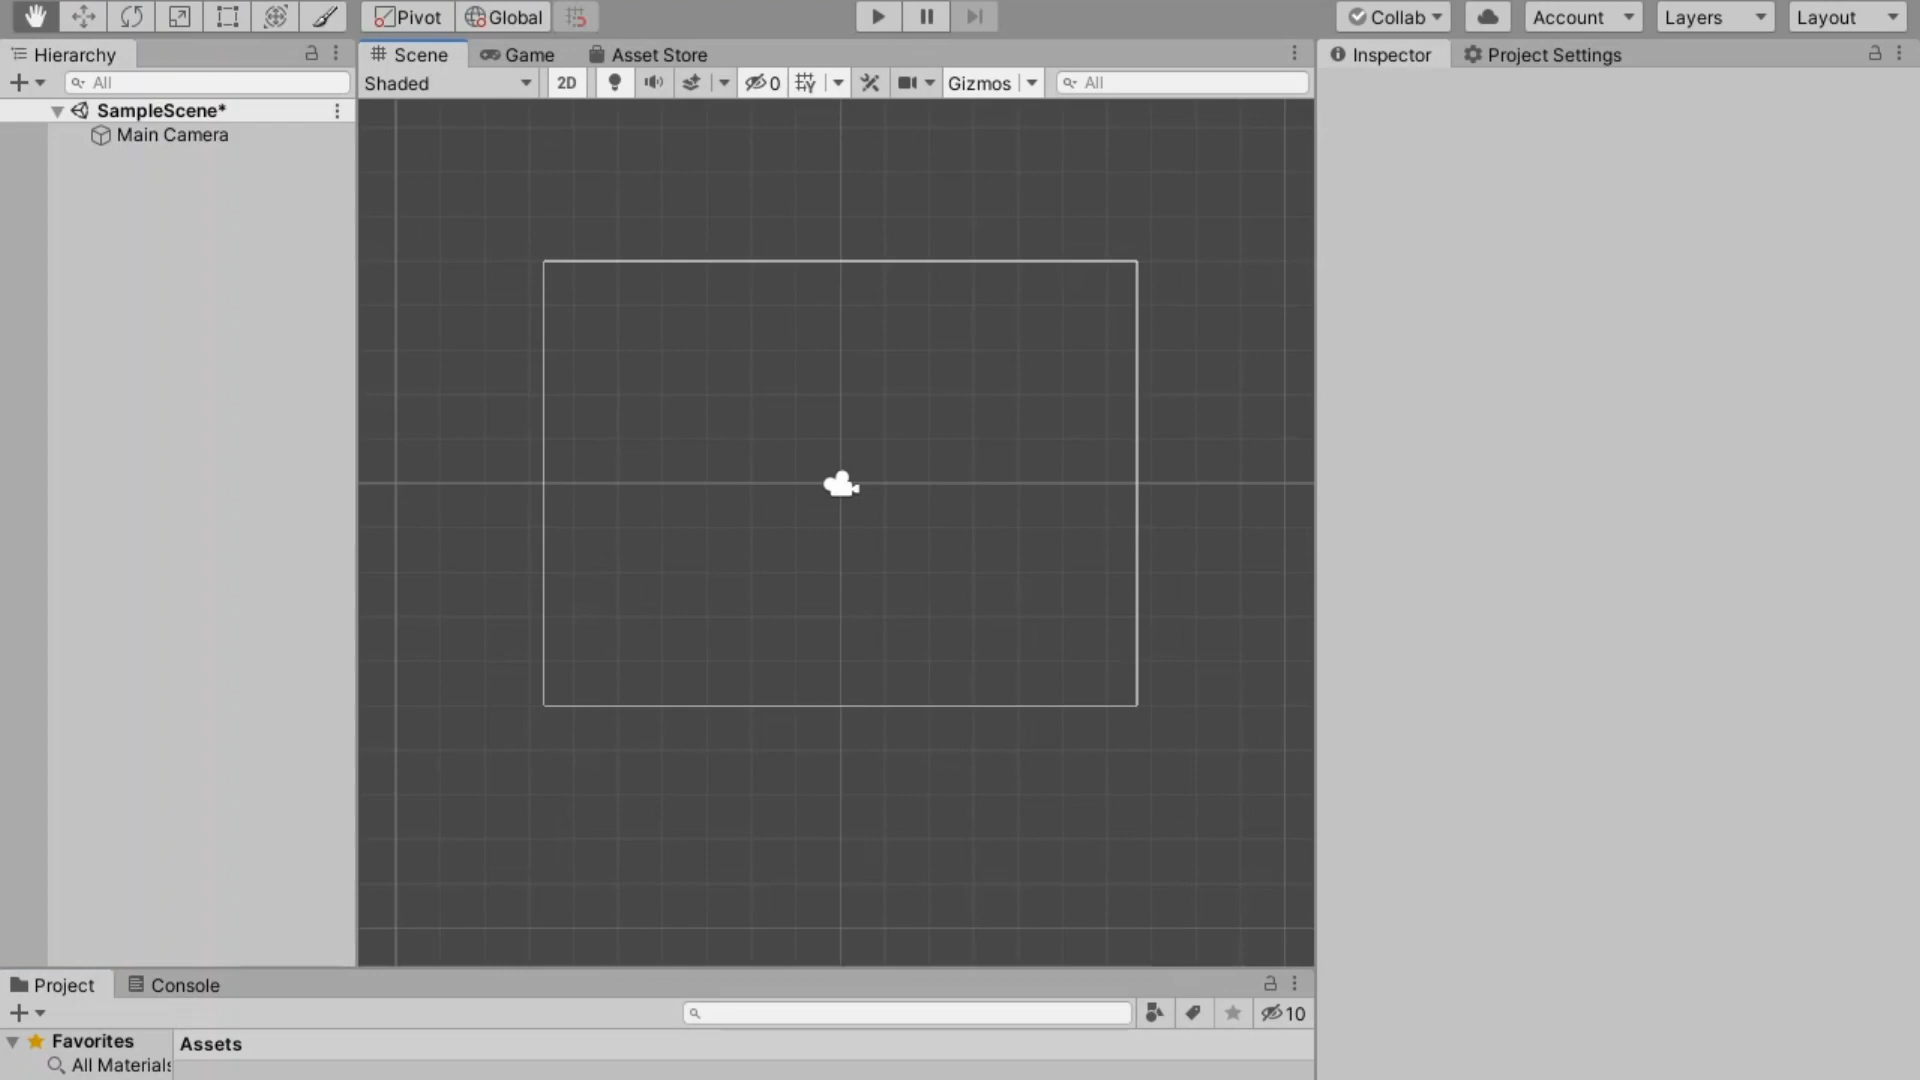 Pivot Global Collab Account Layers Layout
Hierarchy Scene Game Asset Store Inspector Project Settings
All Shaded 2D 0 Gizmos All
SampleScene*
Main Camera
Project Console
10
Favorites Assets
All Materials